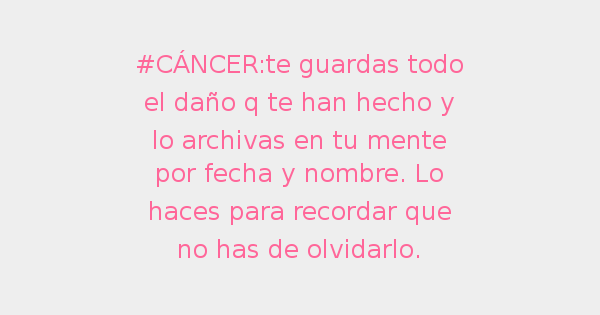 #CÁNCER:te guardas todo
el daño q te han hecho y
lo archivas en tu mente
por fecha y nombre. Lo
haces para recordar que
no has de olvidarlo.